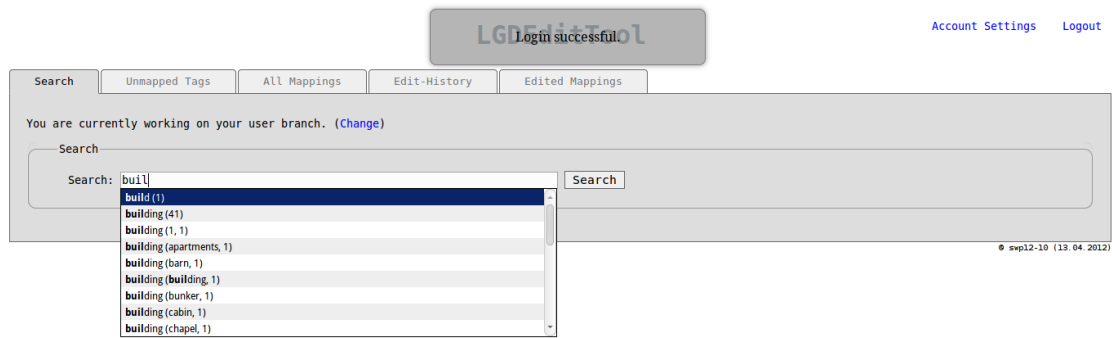 LGDEditTool
Login successful.
Account Settings Logout
Search Unmapped Tags All Mappings Edit-History Edited Mappings
You are currently working on your user branch. (Change)
Search
Search: buil Search
build (1)
building (41)
building (1, 1)
building (apartments, 1)
building (barn, 1)
building (building, 1)
building (bunker, 1)
building (cabin, 1)
building (chapel, 1)
© swp12-10 (13.04.2012)